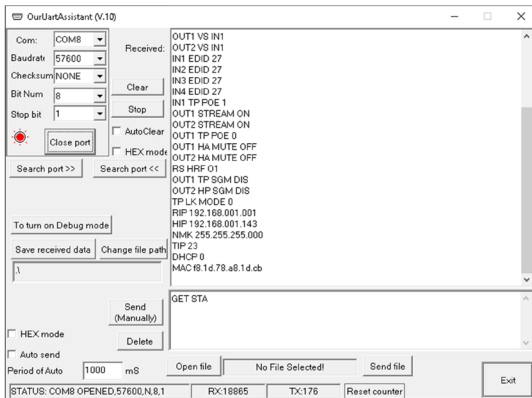 OurUartAssistant (V.10)
Com: COM8
Baudrate 57600
Checksum NONE
Bit Num 8
Stop bit 1
Close port
Search port >> Search port <<
Received:
Clear
Stop
AutoClear
HEX mode
To turn on Debug mode
Save received data Change file path
.\
OUT1 VS IN1
OUT2 VS IN1
IN1 EDID 27
IN2 EDID 27
IN3 EDID 27
IN4 EDID 27
IN1 TP POE 1
OUT1 STREAM ON
OUT2 STREAM ON
OUT1 TP POE 0
OUT1 HA MUTE OFF
OUT2 HA MUTE OFF
RS HRF O1
OUT1 TP SGM DIS
OUT2 HP SGM DIS
TP LK MODE 0
RIP 192.168.001.001
HIP 192.168.001.143
NMK 255.255.255.000
TIP 23
DHCP 0
MAC f8.1d.78.a8.1d.cb
Send
(Manually)
Delete
GET STA
HEX mode
Auto send
Period of Auto 1000 mS
Open file No File Selected! Send file
Exit
STATUS: COM8 OPENED,57600,N,8,1 RX:18865 TX:176 Reset counter